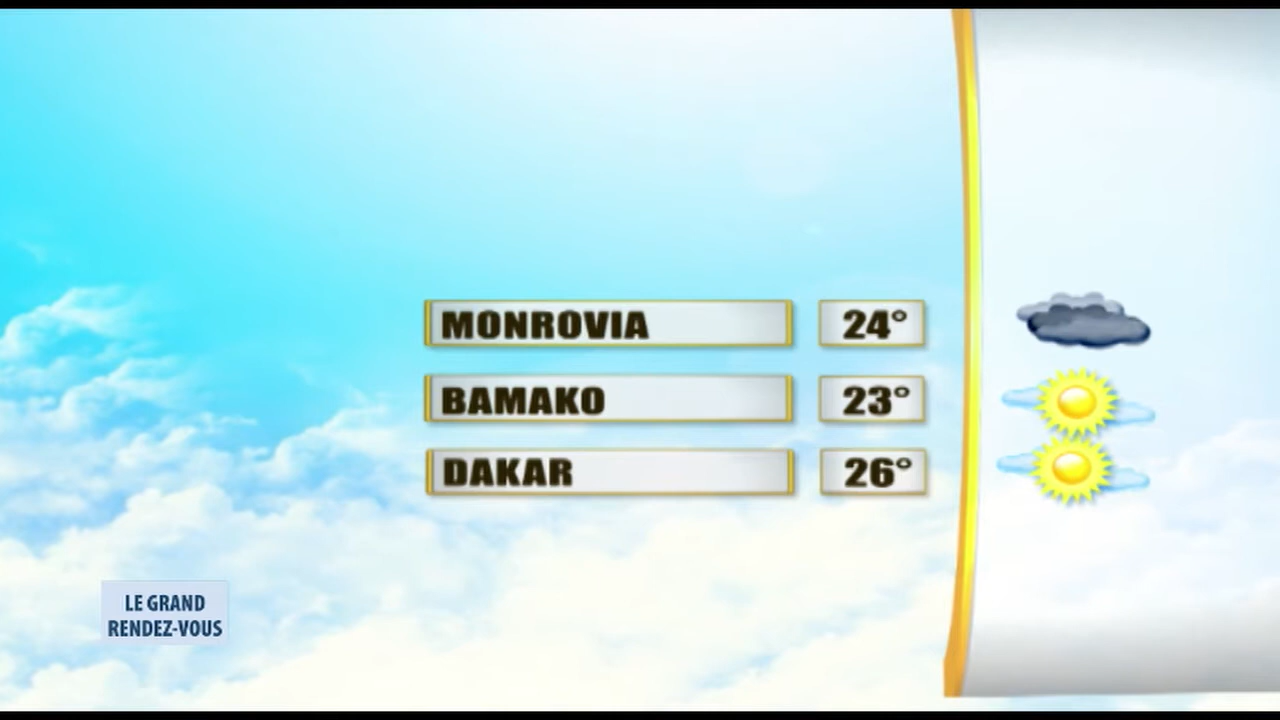 MONROVIA 24°
BAMAKO 23°
DAKAR 26°
LE GRAND
RENDEZ-VOUS